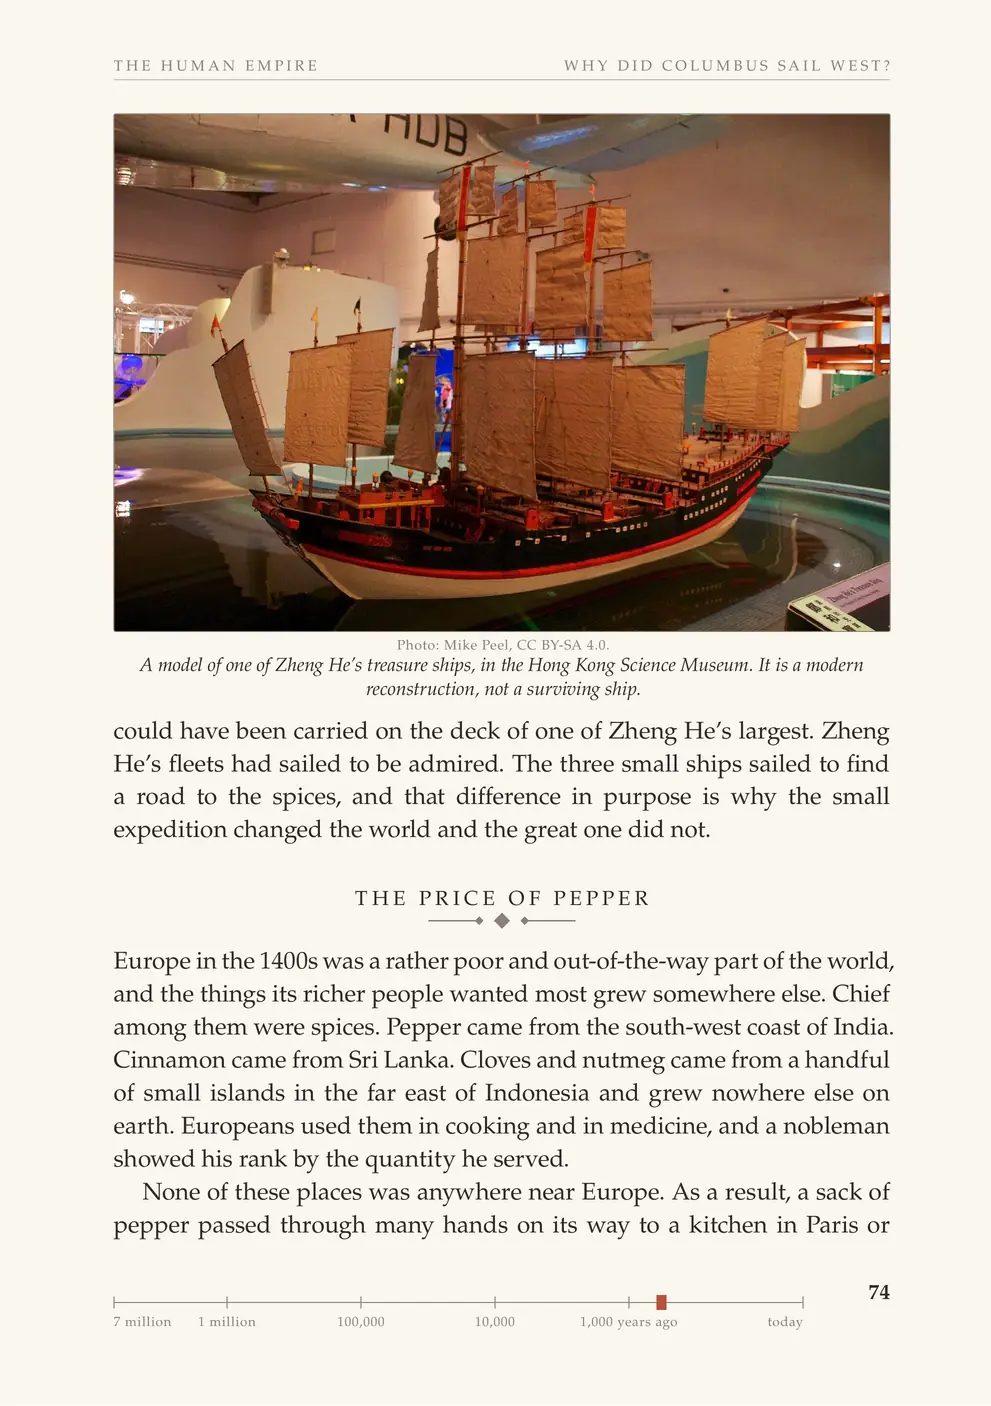 THE HUMAN EMPIRE
WHY DID COLUMBUS SAIL WEST?
HDB
Photo: Mike Peel, CC BY-SA 4.0.
A model of one of Zheng He’s treasure ships, in the Hong Kong Science Museum. It is a modern
reconstruction, not a surviving ship.
could have been carried on the deck of one of Zheng He’s largest. Zheng
He’s fleets had sailed to be admired. The three small ships sailed to find
a road to the spices, and that difference in purpose is why the small
expedition changed the world and the great one did not.
THE PRICE OF PEPPER
Europe in the 1400s was a rather poor and out-of-the-way part of the world,
and the things its richer people wanted most grew somewhere else. Chief
among them were spices. Pepper came from the south-west coast of India.
Cinnamon came from Sri Lanka. Cloves and nutmeg came from a handful
of small islands in the far east of Indonesia and grew nowhere else on
earth. Europeans used them in cooking and in medicine, and a nobleman
showed his rank by the quantity he served.
None of these places was anywhere near Europe. As a result, a sack of
pepper passed through many hands on its way to a kitchen in Paris or
74
7 million 1 million 100,000 10,000 1,000 years ago today